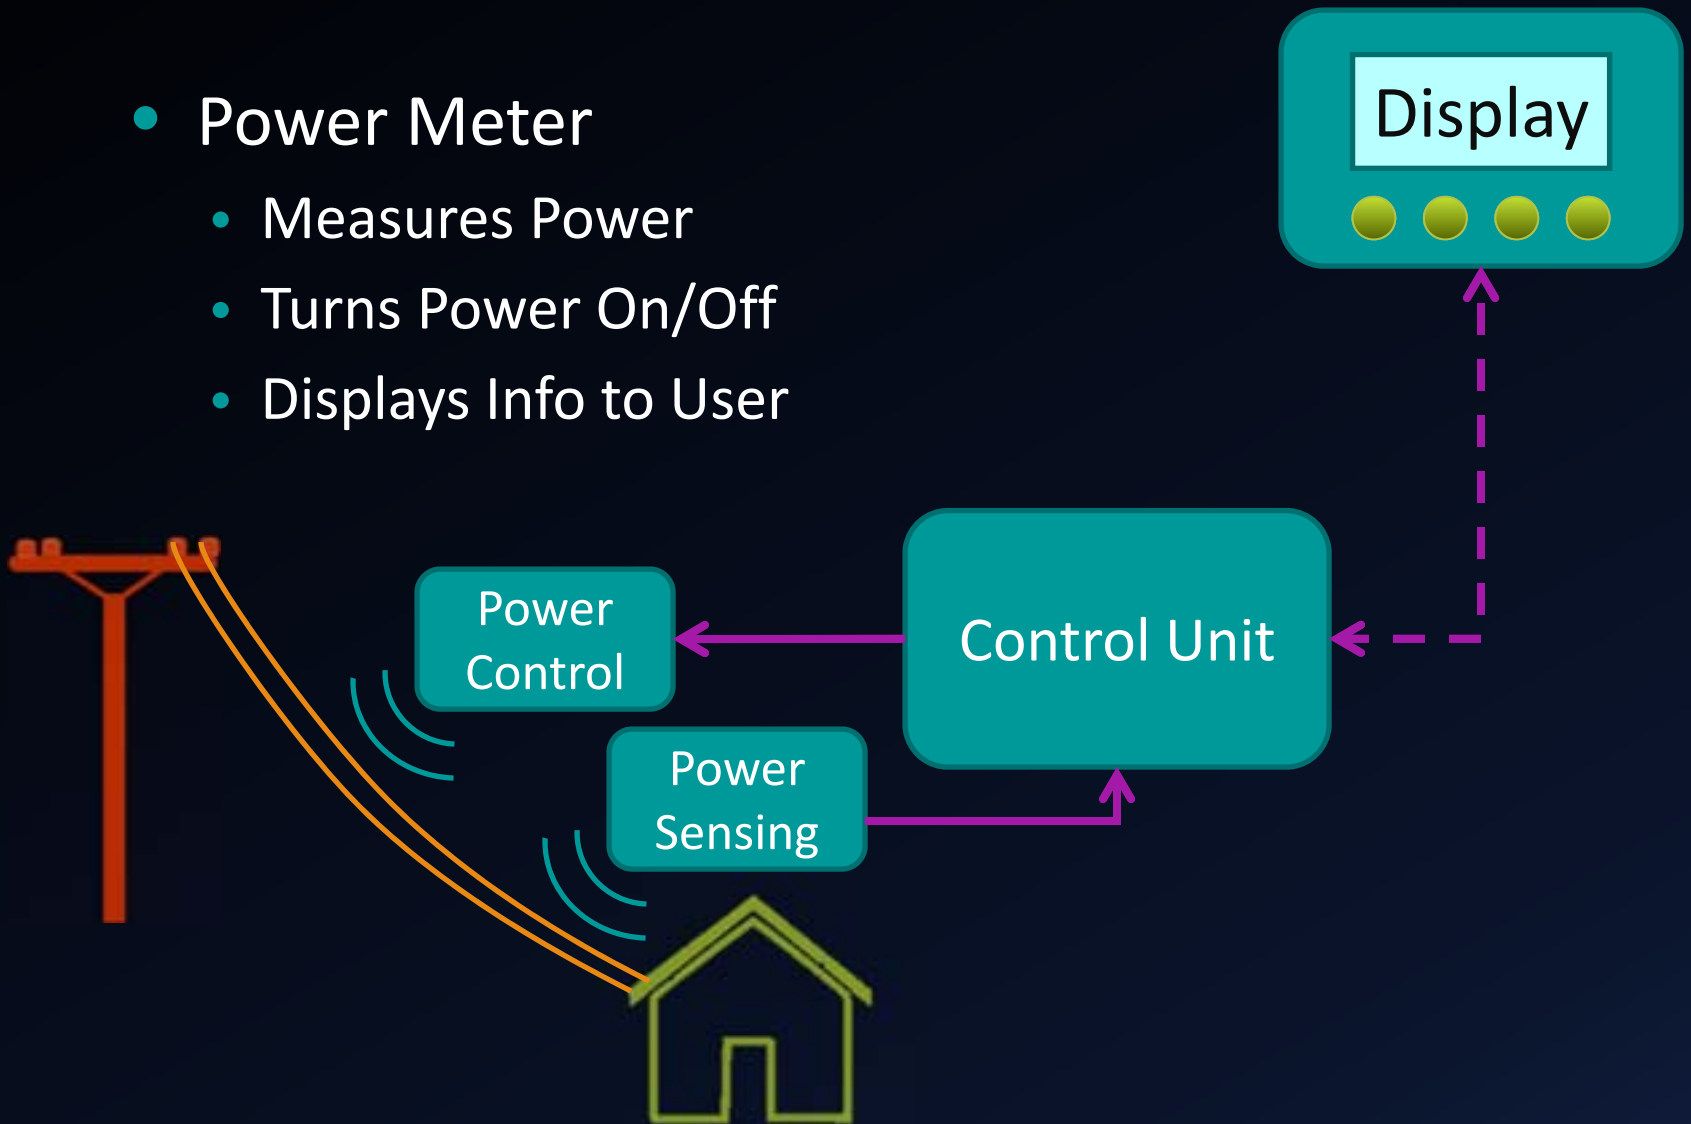 Power Meter
Measures Power
Turns Power On/Off
Displays Info to User
Display
Power
Control
Control Unit
Power
Sensing